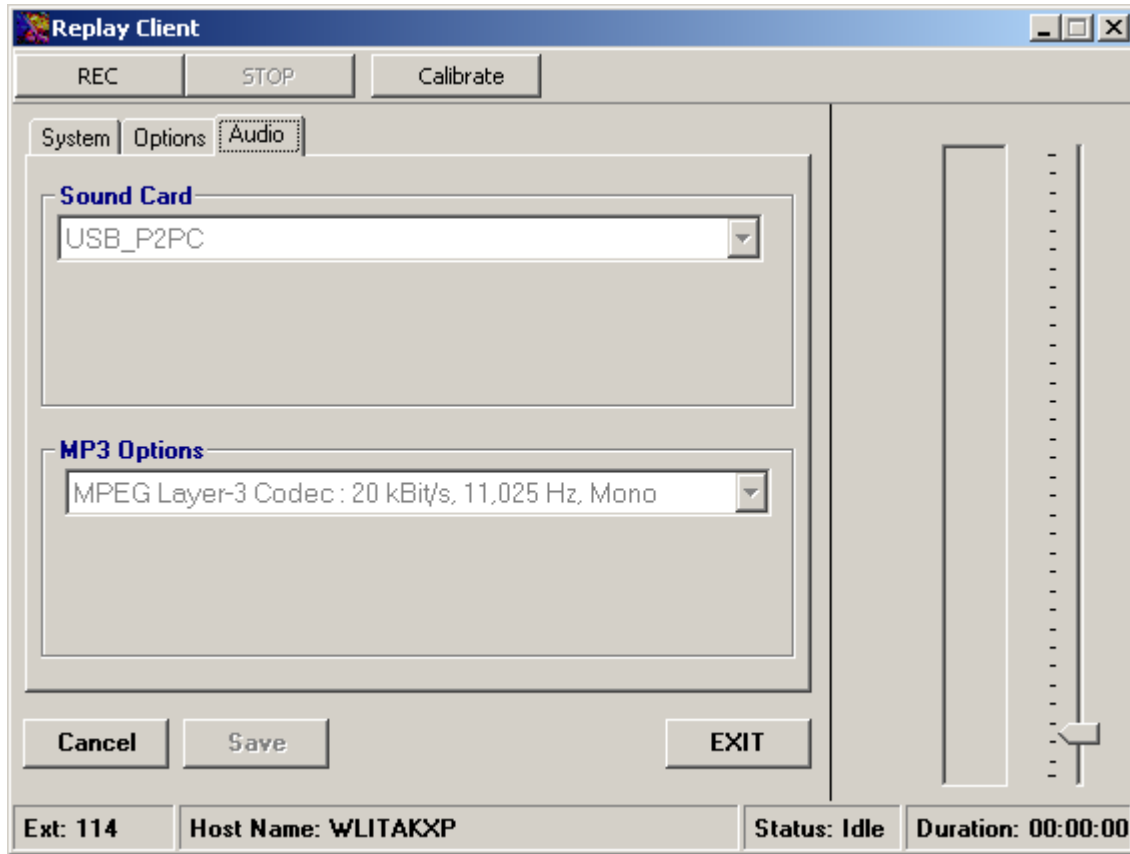 Replay Client
REC STOP Calibrate
System Options Audio
Sound Card
USB_P2PC
MP3 Options
MPEG Layer-3 Codec : 20 kBit/s, 11,025 Hz, Mono
Cancel Save EXIT
Ext: 114 Host Name: WLITAKXP Status: Idle Duration: 00:00:00